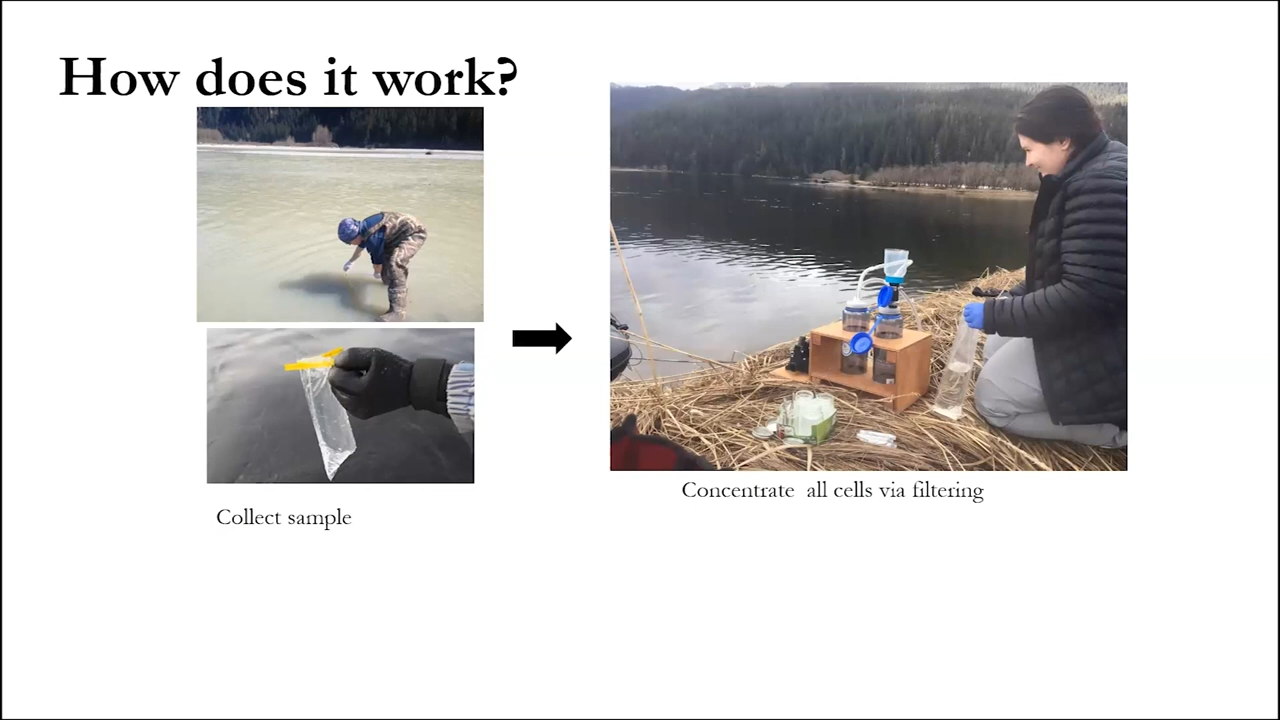 How does it work?
Collect sample
Concentrate  all cells via filtering